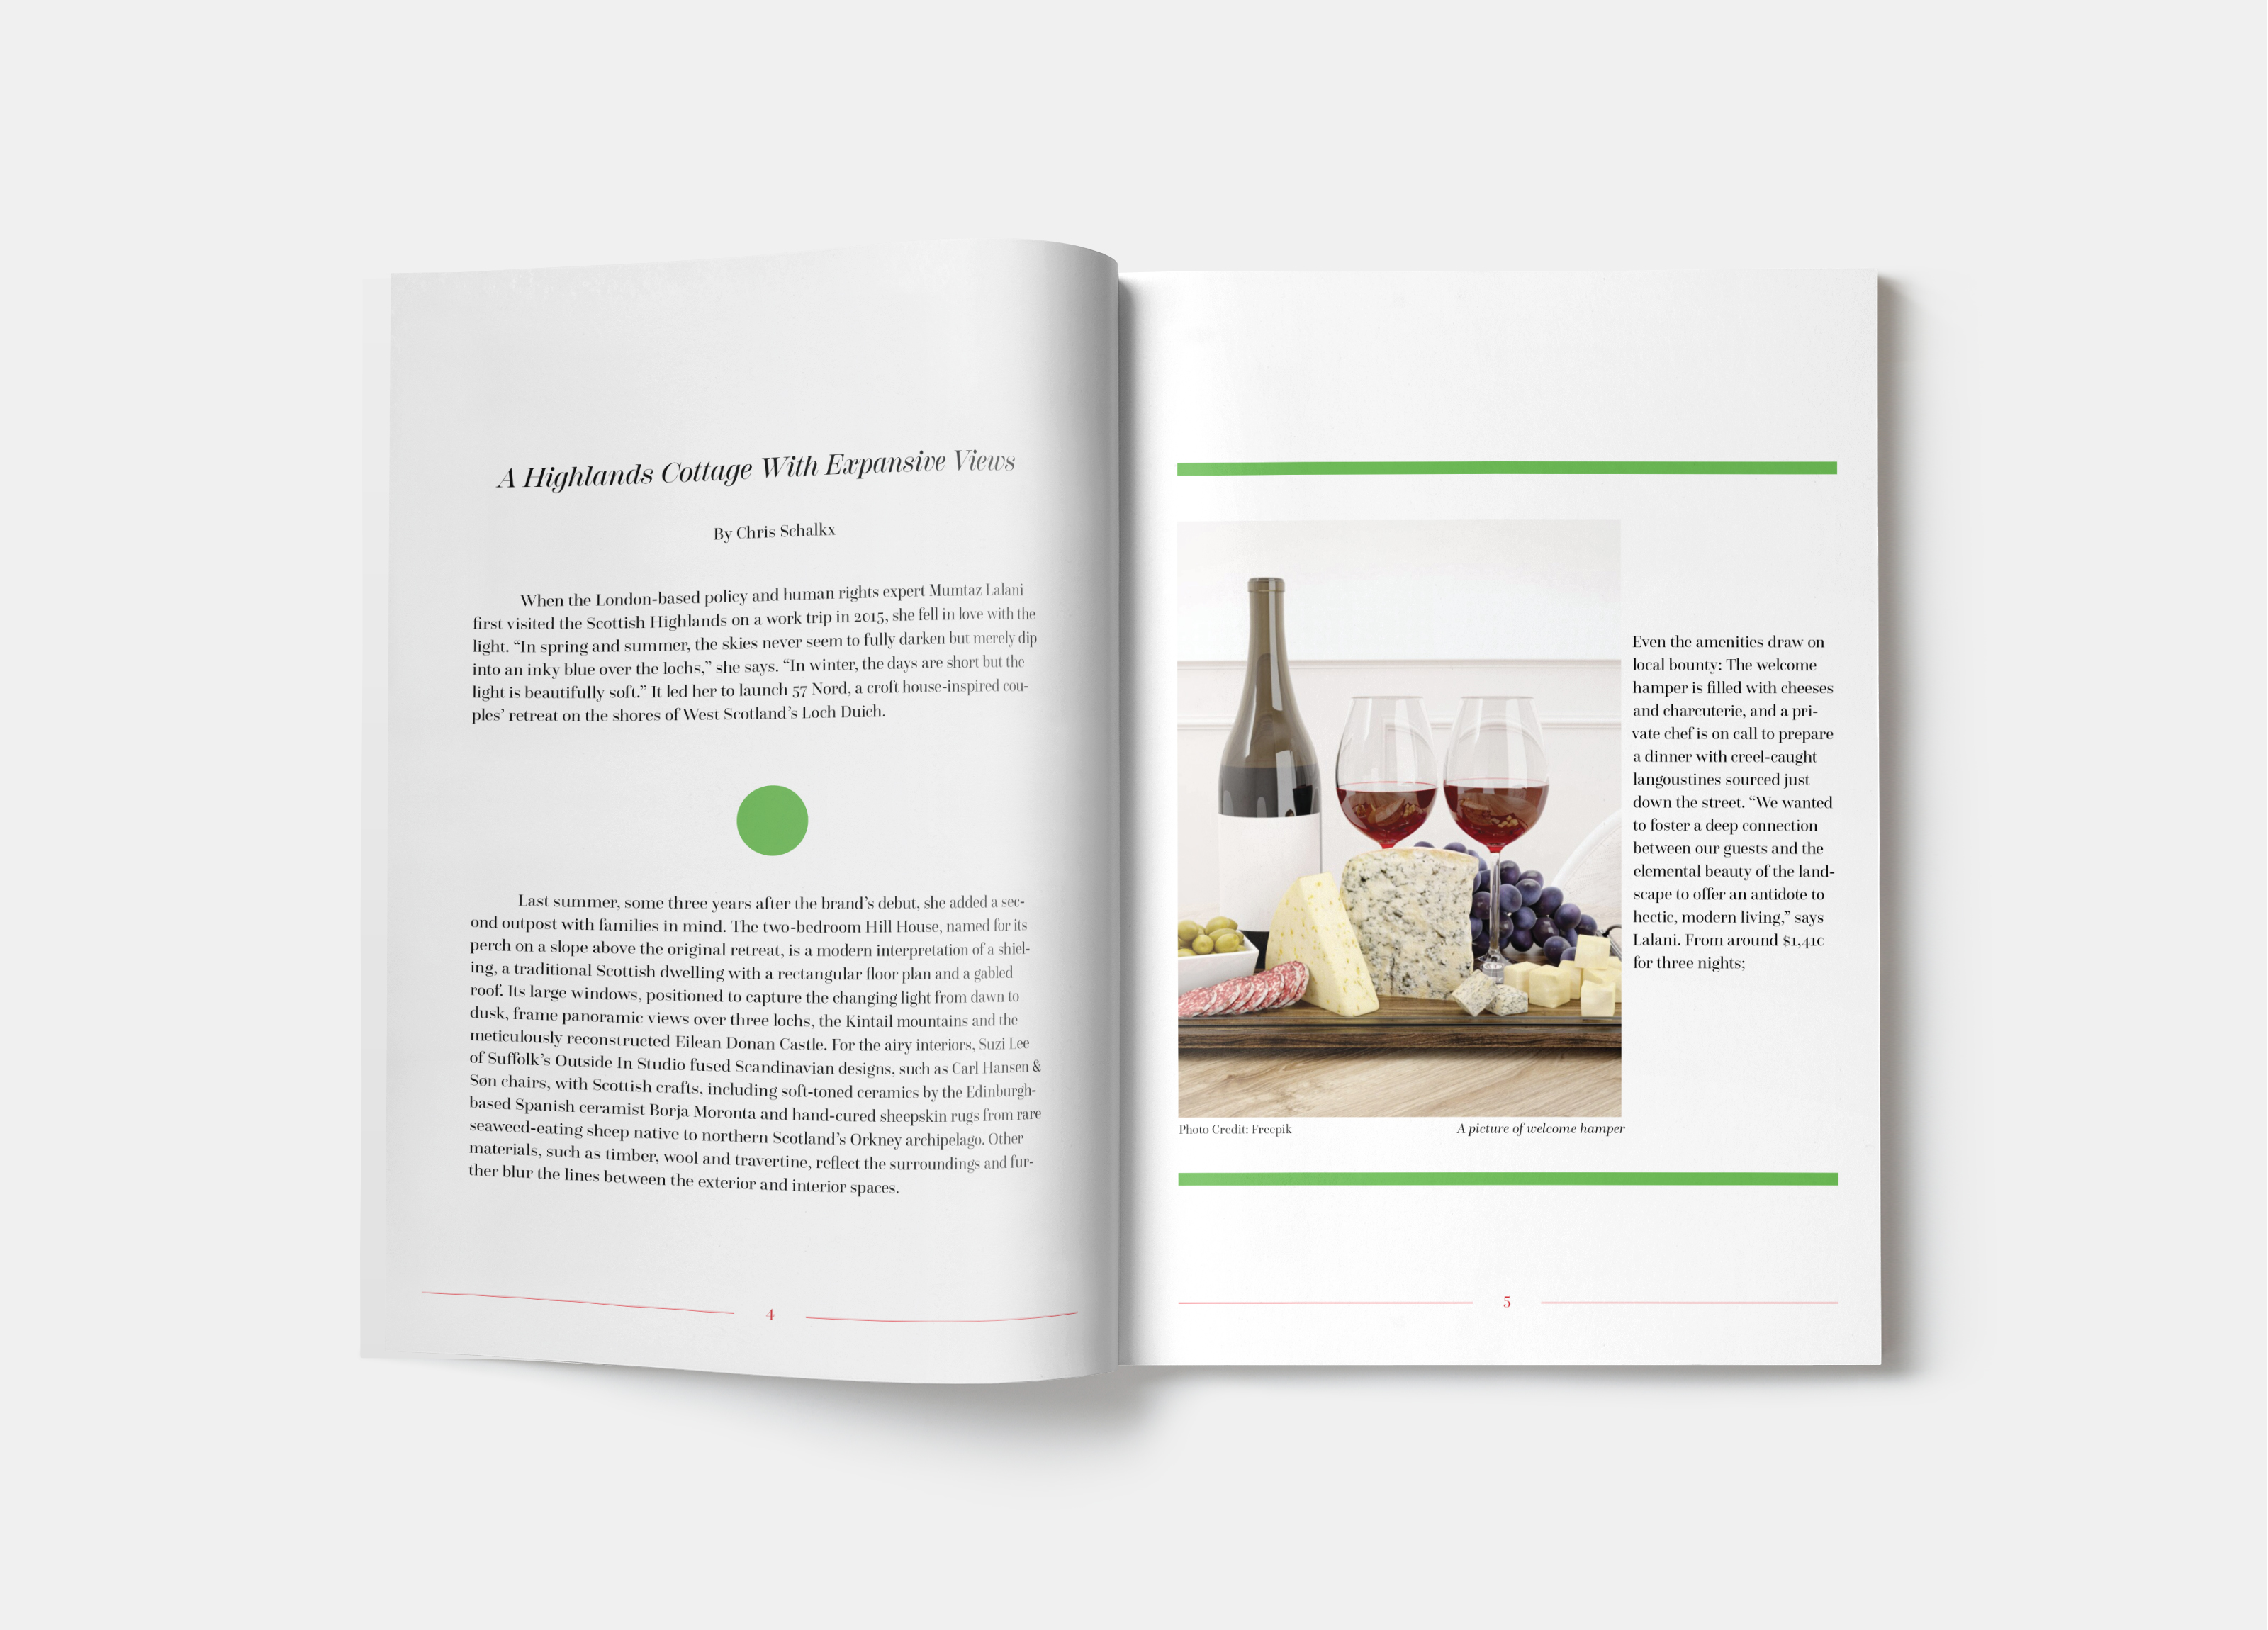 A Highlands Cottage With Expansive Views
By Chris Schalkx
When the London-based policy and human rights expert Mumtaz Lalani
first visited the Scottish Highlands on a work trip in 2015, she fell in love with the
light. “In spring and summer, the skies never seem to fully darken but merely dip
into an inky blue over the lochs,” she says. “In winter, the days are short but the
light is beautifully soft.” It led her to launch 57 Nord, a croft house-inspired cou-
ples’ retreat on the shores of West Scotland’s Loch Duich.
Last summer, some three years after the brand’s debut, she added a sec-
ond outpost with families in mind. The two-bedroom Hill House, named for its
perch on a slope above the original retreat, is a modern interpretation of a shiel-
ing, a traditional Scottish dwelling with a rectangular floor plan and a gabled
roof. Its large windows, positioned to capture the changing light from dawn to
dusk, frame panoramic views over three lochs, the Kintail mountains and the
meticulously reconstructed Eilean Donan Castle. For the airy interiors, Suzi Lee
of Suffolk’s Outside In Studio fused Scandinavian designs, such as Carl Hansen &
Søn chairs, with Scottish crafts, including soft-toned ceramics by the Edinburgh-
based Spanish ceramist Borja Moronta and hand-cured sheepskin rugs from rare
seaweed-eating sheep native to northern Scotland’s Orkney archipelago. Other
materials, such as timber, wool and travertine, reflect the surroundings and fur-
ther blur the lines between the exterior and interior spaces.
4
Even the amenities draw on
local bounty: The welcome
hamper is filled with cheeses
and charcuterie, and a pri-
vate chef is on call to prepare
a dinner with creel-caught
langoustines sourced just
down the street. “We wanted
to foster a deep connection
between our guests and the
elemental beauty of the land-
scape to offer an antidote to
hectic, modern living,” says
Lalani. From around $1,410
for three nights;
Photo Credit: Freepik
A picture of welcome hamper
5